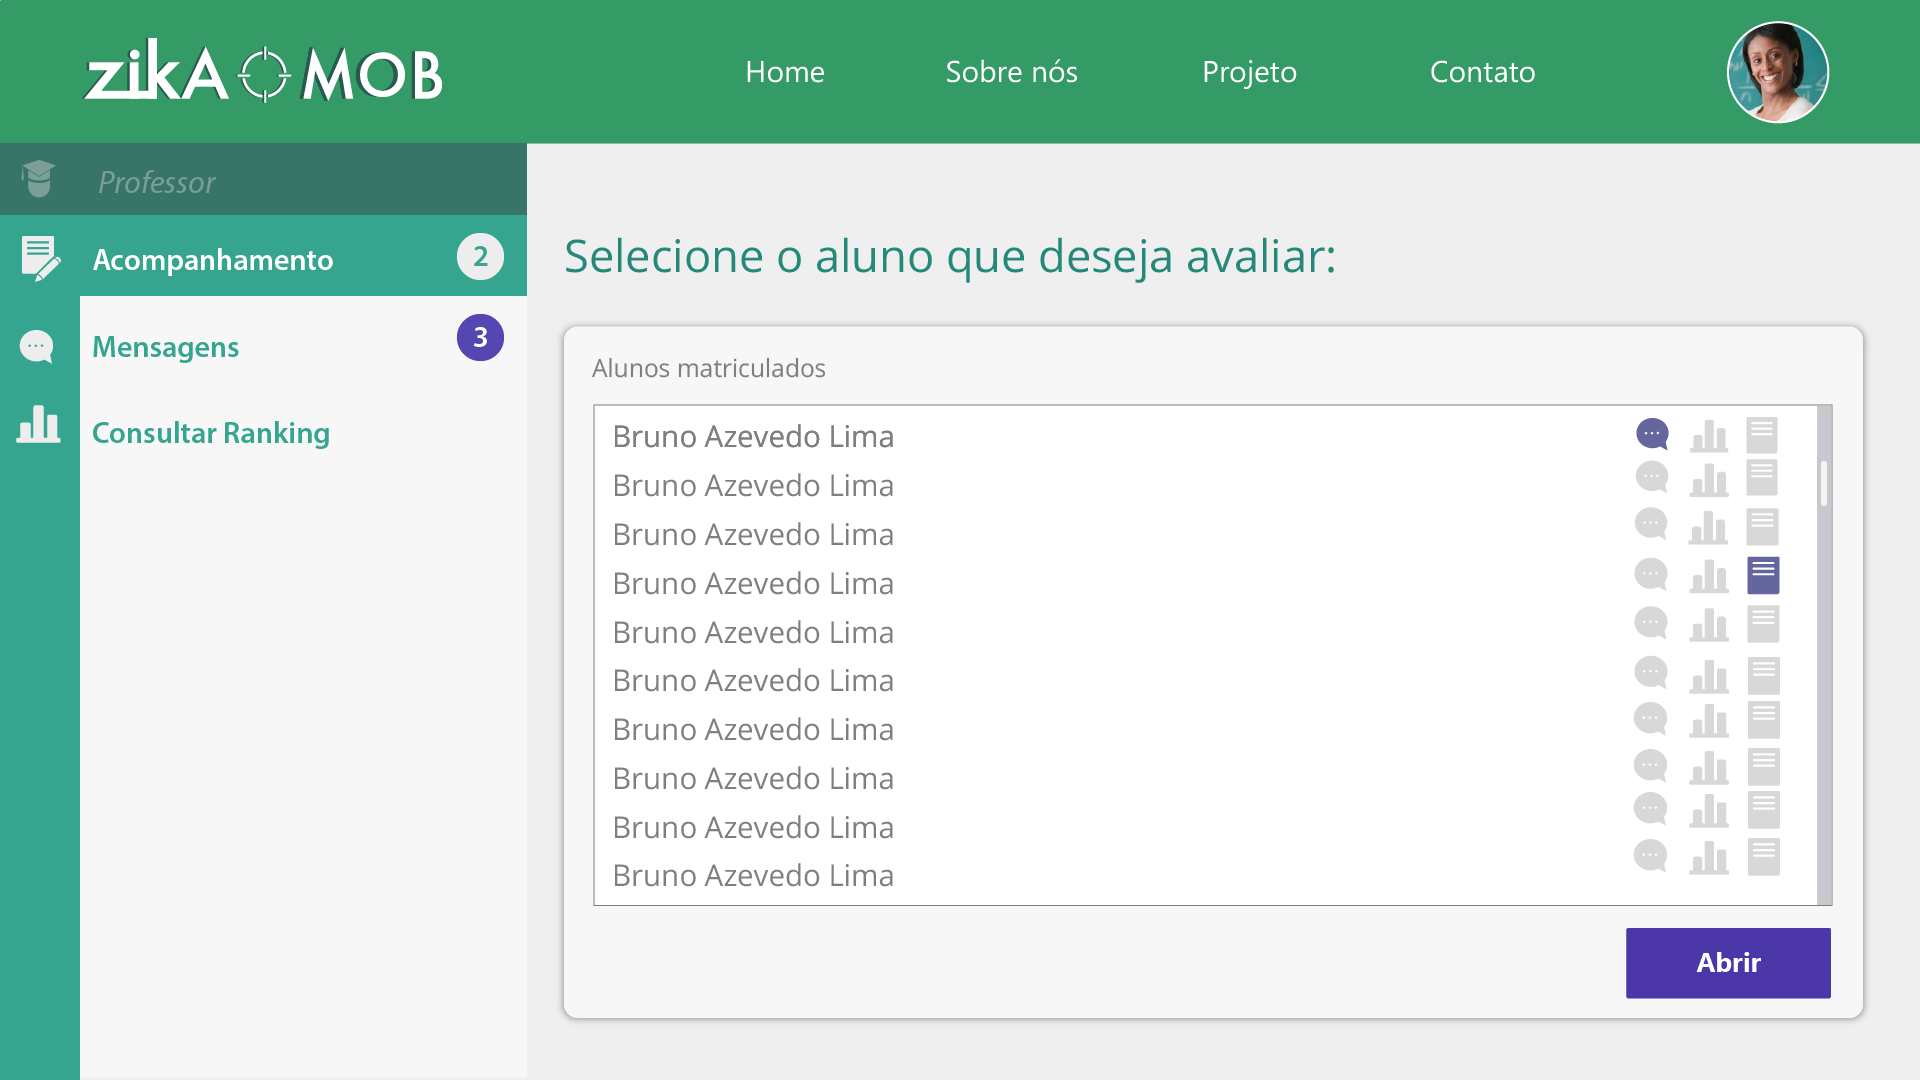 zikA MOB
Home
Sobre nós
Projeto
Contato
Professor
Acompanhamento
2
Mensagens
3
Consultar Ranking
Selecione o aluno que deseja avaliar:
Alunos matriculados
Bruno Azevedo Lima
Bruno Azevedo Lima
Bruno Azevedo Lima
Bruno Azevedo Lima
Bruno Azevedo Lima
Bruno Azevedo Lima
Bruno Azevedo Lima
Bruno Azevedo Lima
Bruno Azevedo Lima
Bruno Azevedo Lima
Abrir